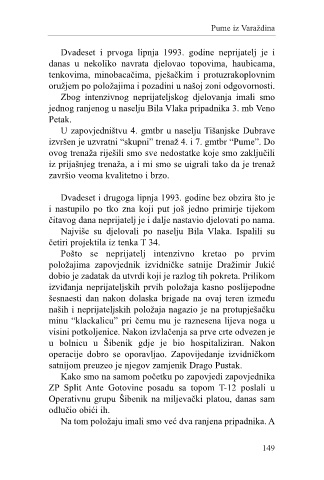 Pume iz Varaždina
Dvadeset i prvoga lipnja 1993. godine neprijatelj je i
danas u nekoliko navrata djelovao topovima, haubicama,
tenkovima, minobacačima, pješačkim i protuzrakoplovnim
oružjem po položajima i pozadini u našoj zoni odgovornosti.
Zbog intenzivnog neprijateljskog djelovanja imali smo
jednog ranjenog u naselju Bila Vlaka pripadnika 3. mb Veno
Petak.
U zapovjedništvu 4. gmtbr u naselju Tišanjske Dubrave
izvršen je uzvratni “skupni” trenaž 4. i 7. gmtbr “Pume”. Do
ovog trenaža riješili smo sve nedostatke koje smo zaključili
iz prijašnjeg trenaža, a i mi smo se uigrali tako da je trenaž
završio veoma kvalitetno i brzo.
Dvadeset i drugoga lipnja 1993. godine bez obzira što je
i nastupilo po tko zna koji put još jedno primirje tijekom
čitavog dana neprijatelj je i dalje nastavio djelovati po nama.
Najviše su djelovali po naselju Bila Vlaka. Ispalili su
četiri projektila iz tenka T 34.
Pošto se neprijatelj intenzivno kretao po prvim
položajima zapovjednik izvidničke satnije Dražimir Jukić
dobio je zadatak da utvrdi koji je razlog tih pokreta. Prilikom
izviđanja neprijateljskih prvih položaja kasno poslijepodne
šesnaesti dan nakon dolaska brigade na ovaj teren između
naših i neprijateljskih položaja nagazio je na protupješačku
minu “klackalicu” pri čemu mu je raznesena lijeva noga u
visini potkoljenice. Nakon izvlačenja sa prve crte odvezen je
u bolnicu u Šibenik gdje je bio hospitaliziran. Nakon
operacije dobro se oporavljao. Zapovijedanje izvidničkom
satnijom preuzeo je njegov zamjenik Drago Pustak.
Kako smo na samom početku po zapovjedi zapovjednika
ZP Split Ante Gotovine posadu sa topom T-12 poslali u
Operativnu grupu Šibenik na miljevački platou, danas sam
odlučio obići ih.
Na tom položaju imali smo već dva ranjena pripadnika. A
149